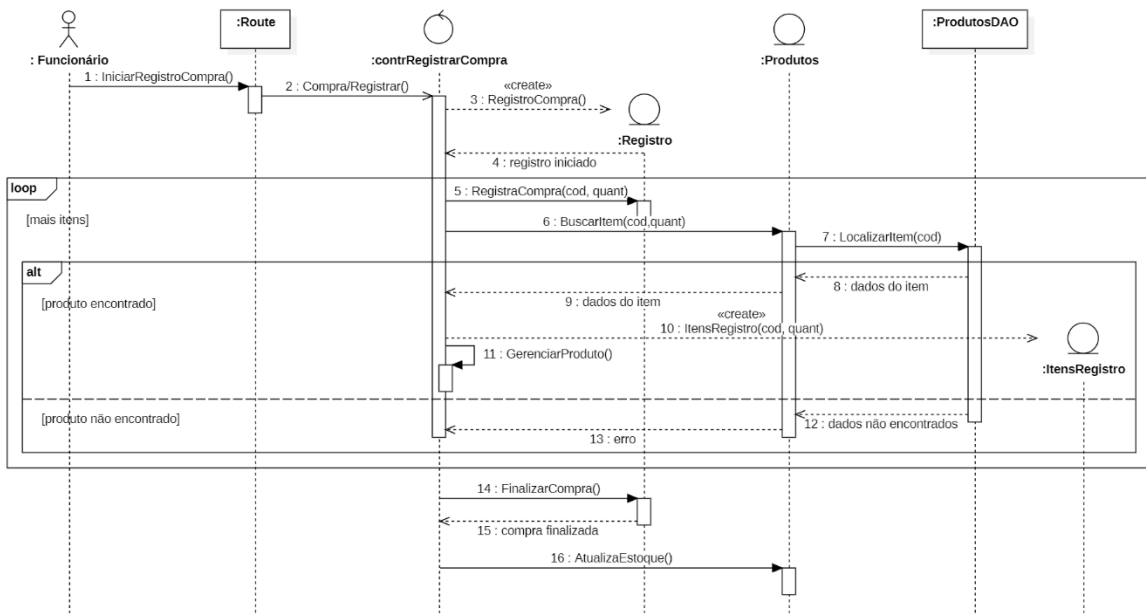 :Route
:ProdutosDAO
: Funcionário
:contrRegistrarCompra
:Produtos
1 : IniciarRegistroCompra()
2 : Compra/Registrar()
«create»
3 : RegistroCompra()
:Registro
4 : registro iniciado
loop
[mais itens]
5 : RegistraCompra(cod, quant)
6 : BuscarItem(cod,quant)
7 : LocalizarItem(cod)
alt
[produto encontrado]
8 : dados do item
9 : dados do item
«create»
10 : ItensRegistro(cod, quant)
11 : GerenciarProduto()
:ItensRegistro
[produto não encontrado]
12 : dados não encontrados
13 : erro
14 : FinalizarCompra()
15 : compra finalizada
16 : AtualizaEstoque()